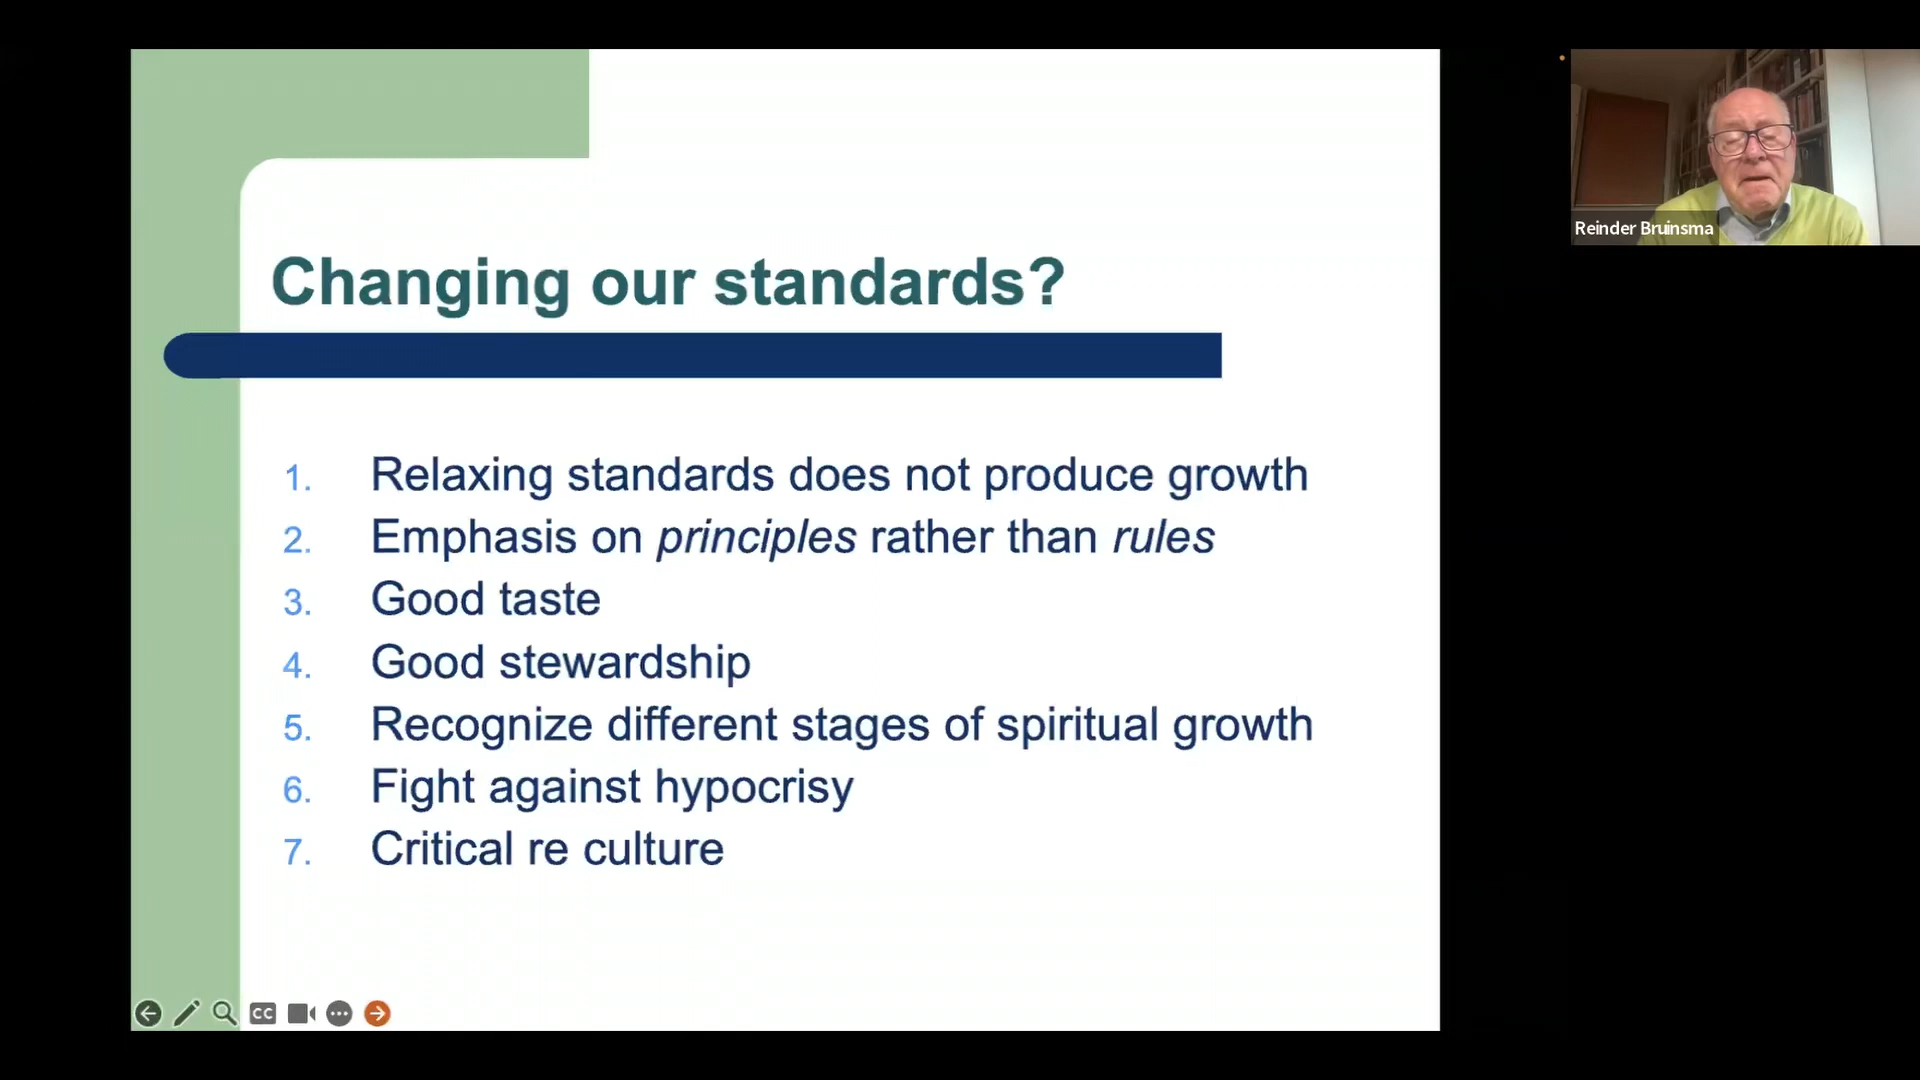 Changing our standards?
1. Relaxing standards does not produce growth
2. Emphasis on principles rather than rules
3. Good taste
4. Good stewardship
5. Recognize different stages of spiritual growth
6. Fight against hypocrisy
7. Critical re culture
CC
Reinder Bruinsma